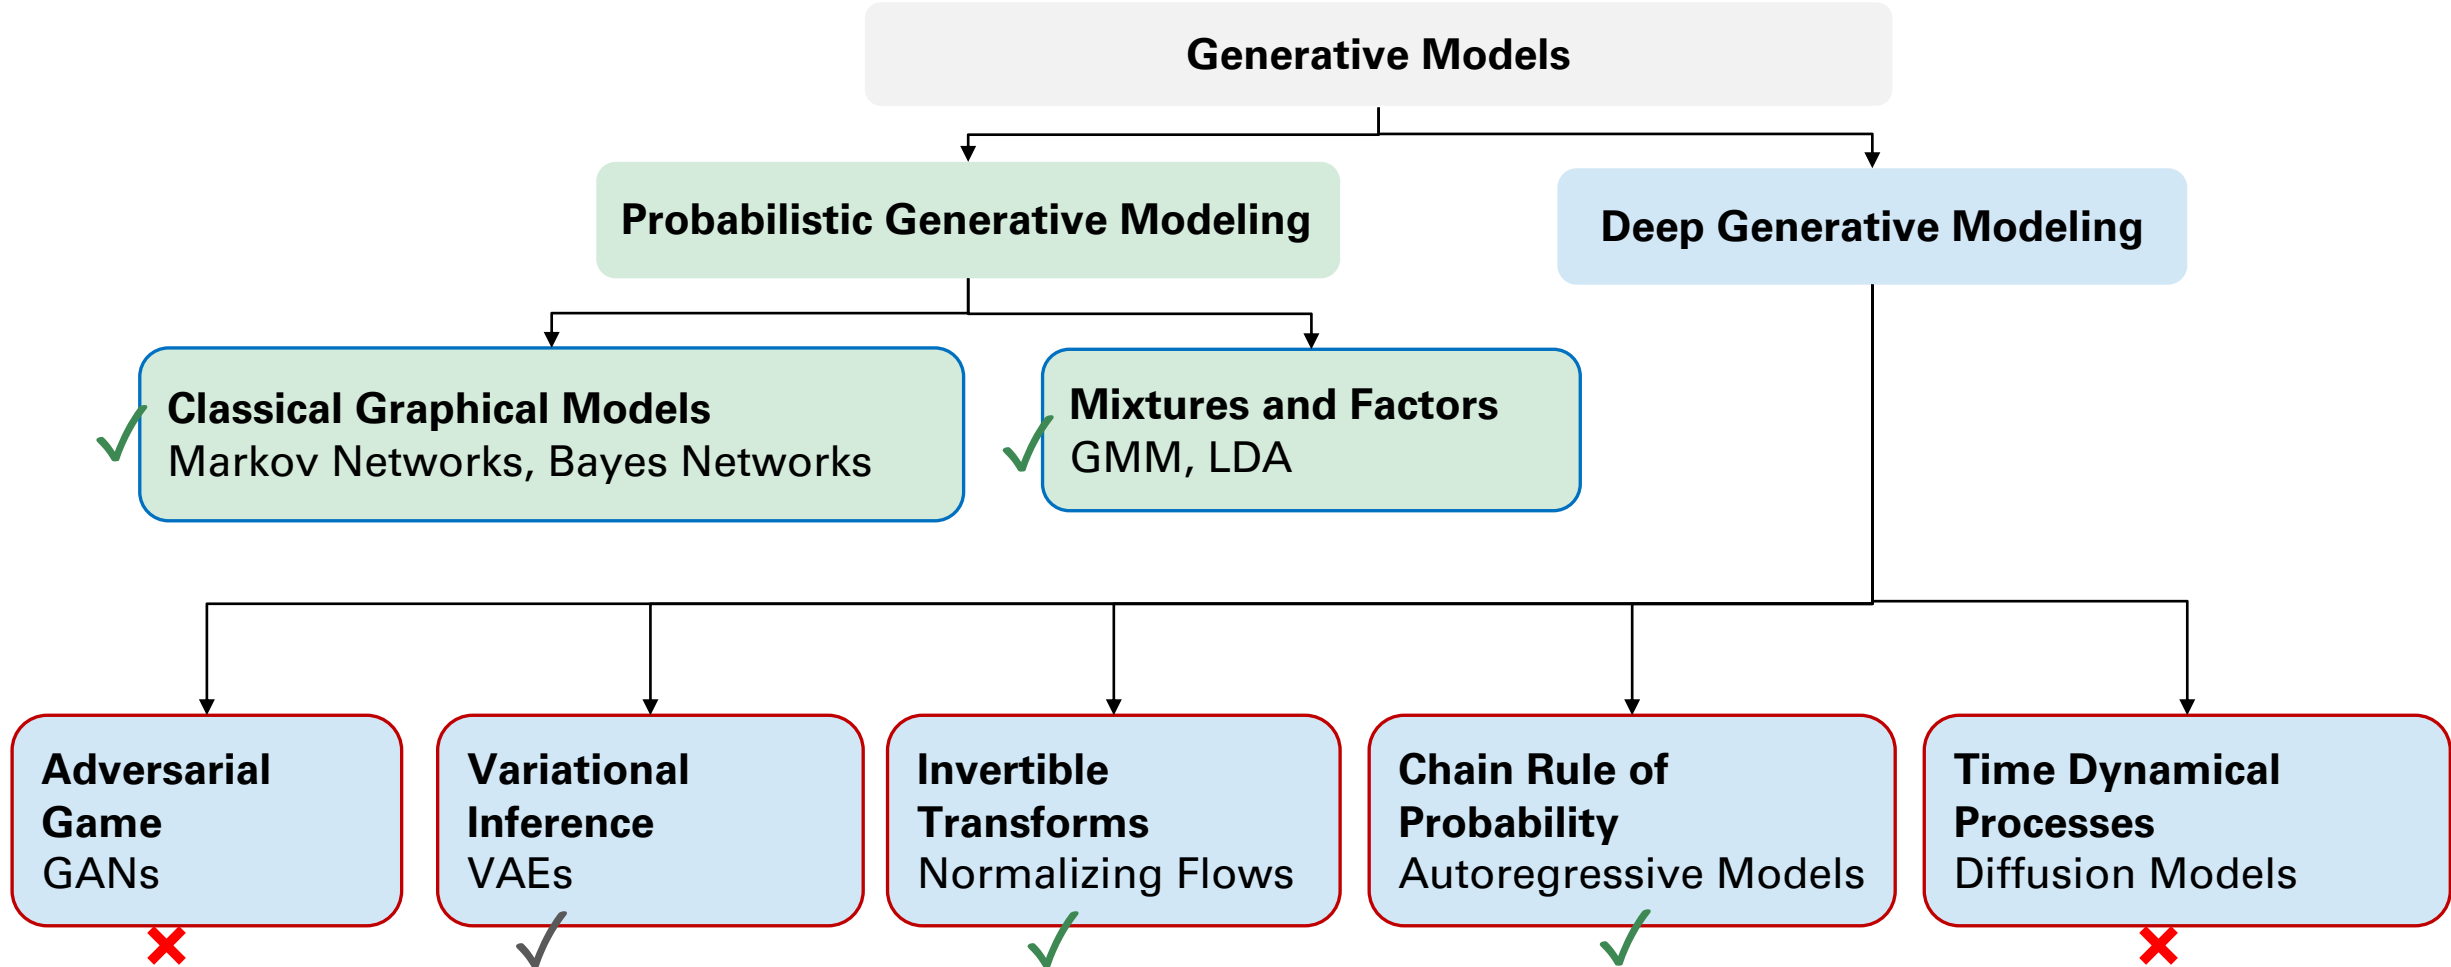 Generative Models
Probabilistic Generative Modeling
Deep Generative Modeling
Classical Graphical Models
Markov Networks, Bayes Networks
Mixtures and Factors
GMM, LDA
Adversarial
Game
GANs
Variational
Inference
VAEs
Invertible
Transforms
Normalizing Flows
Chain Rule of
Probability
Autoregressive Models
Time Dynamical
Processes
Diffusion Models